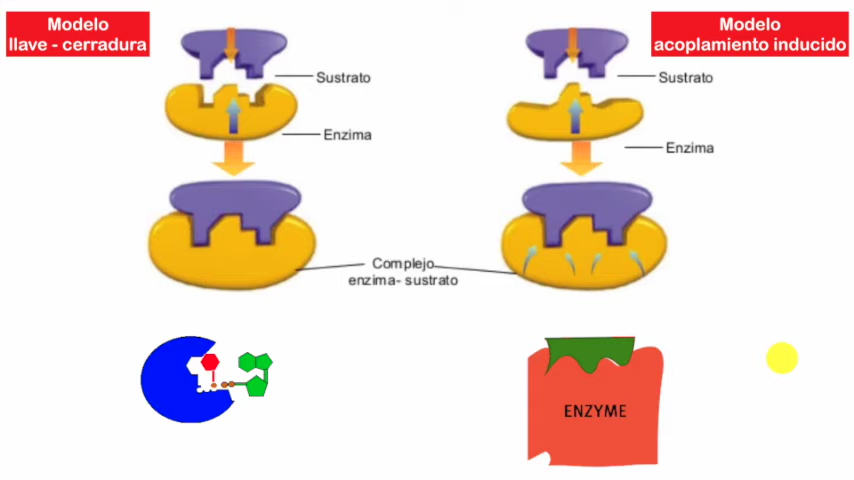 Modelo
llave - cerradura
Modelo
acoplamiento inducido
Sustrato
Enzima
Sustrato
Enzima
Complejo
enzima- sustrato
ENZYME